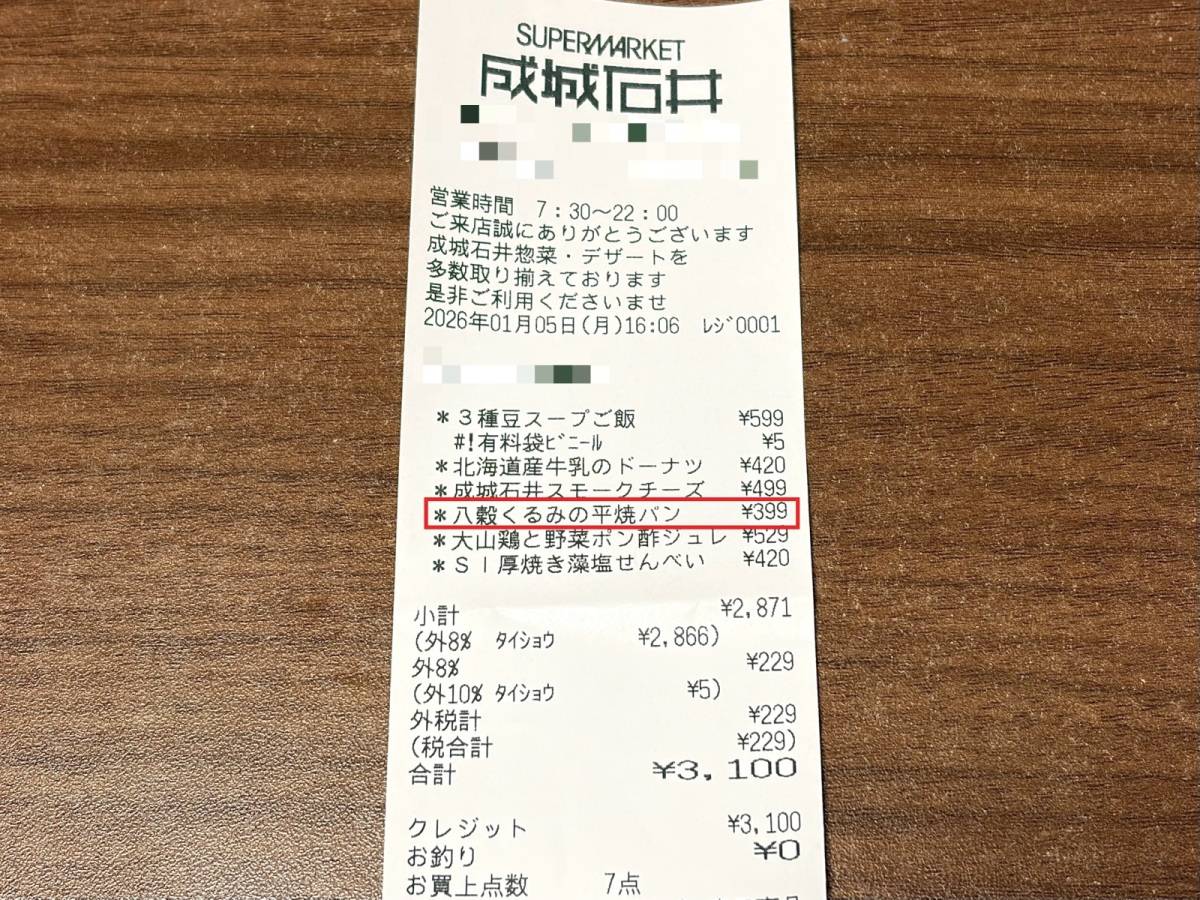 SUPERMARKET
成城石井
営業時間 7:30～22:00
ご来店誠にありがとうございます
成城石井惣菜・デザートを
多数取り揃えております
是非ご利用くださいませ
2026年01月05日(月)16:06 ﾚｼﾞ0001
*３種豆スープご飯 ¥599
#!有料袋ﾋﾞﾆｰﾙ ¥5
*北海道産牛乳のドーナツ ¥420
*成城石井スモークチーズ ¥499
*八穀くるみの平焼パン ¥399
*大山鶏と野菜ポン酢ジュレ ¥529
*ＳＩ厚焼き藻塩せんべい ¥420
小計 ¥2,871
(外8% ﾀｲｼｮｳ ¥2,866)
外8% ¥229
(外10% ﾀｲｼｮｳ ¥5)
外税計 ¥229
(税合計 ¥229)
合計 ¥3,100
クレジット ¥3,100
お釣り ¥0
お買上点数 7点